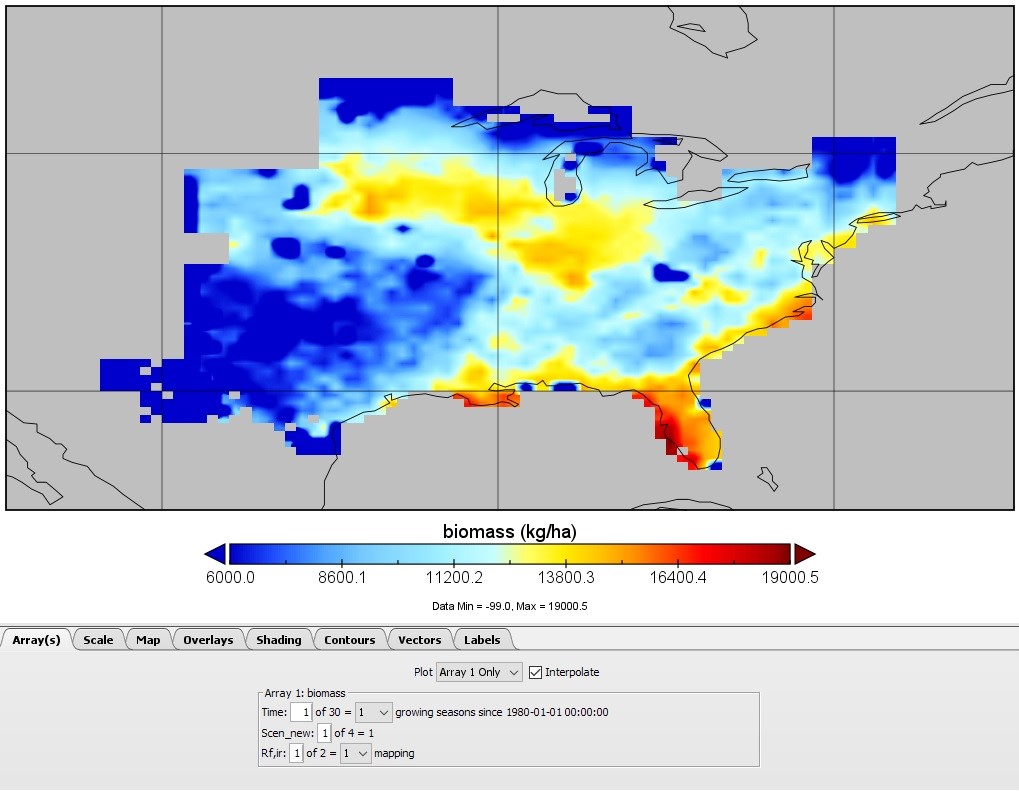 biomass (kg/ha)
6000.0 8600.1 11200.2 13800.3 16400.4 19000.5
Data Min = -99.0, Max = 19000.5
Array(s) Scale Map Overlays Shading Contours Vectors Labels
Plot Array 1 Only Interpolate
Array 1: biomass
Time: 1 of 30 = 1 growing seasons since 1980-01-01 00:00:00
Scen_new: 1 of 4 = 1
Rf,ir: 1 of 2 = 1 mapping